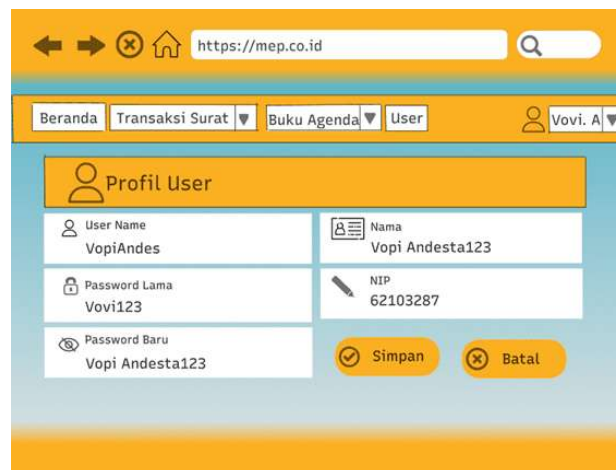 https://mep.co.id
Beranda Transaksi Surat Buku Agenda User Vovi. A
Profil User
User Name
VopiAndes
Nama
Vopi Andesta123
Password Lama
Vovi123
NIP
62103287
Password Baru
Vopi Andesta123
Simpan Batal